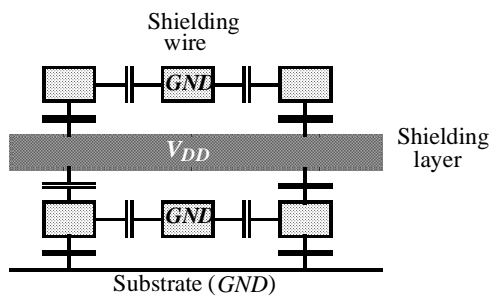 Shielding
wire
GND
Shielding
layer
VDD
GND
Substrate (GND)